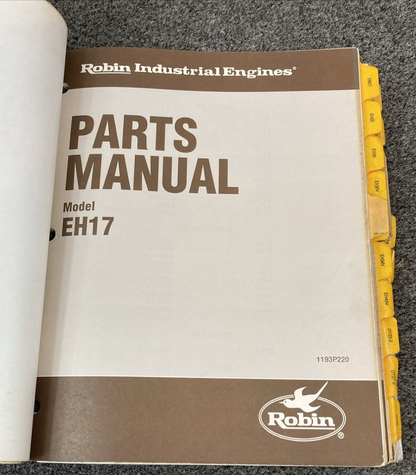 Robin Industrial Engines®
PARTS
MANUAL
Model
EH17
1193P220
Robin®